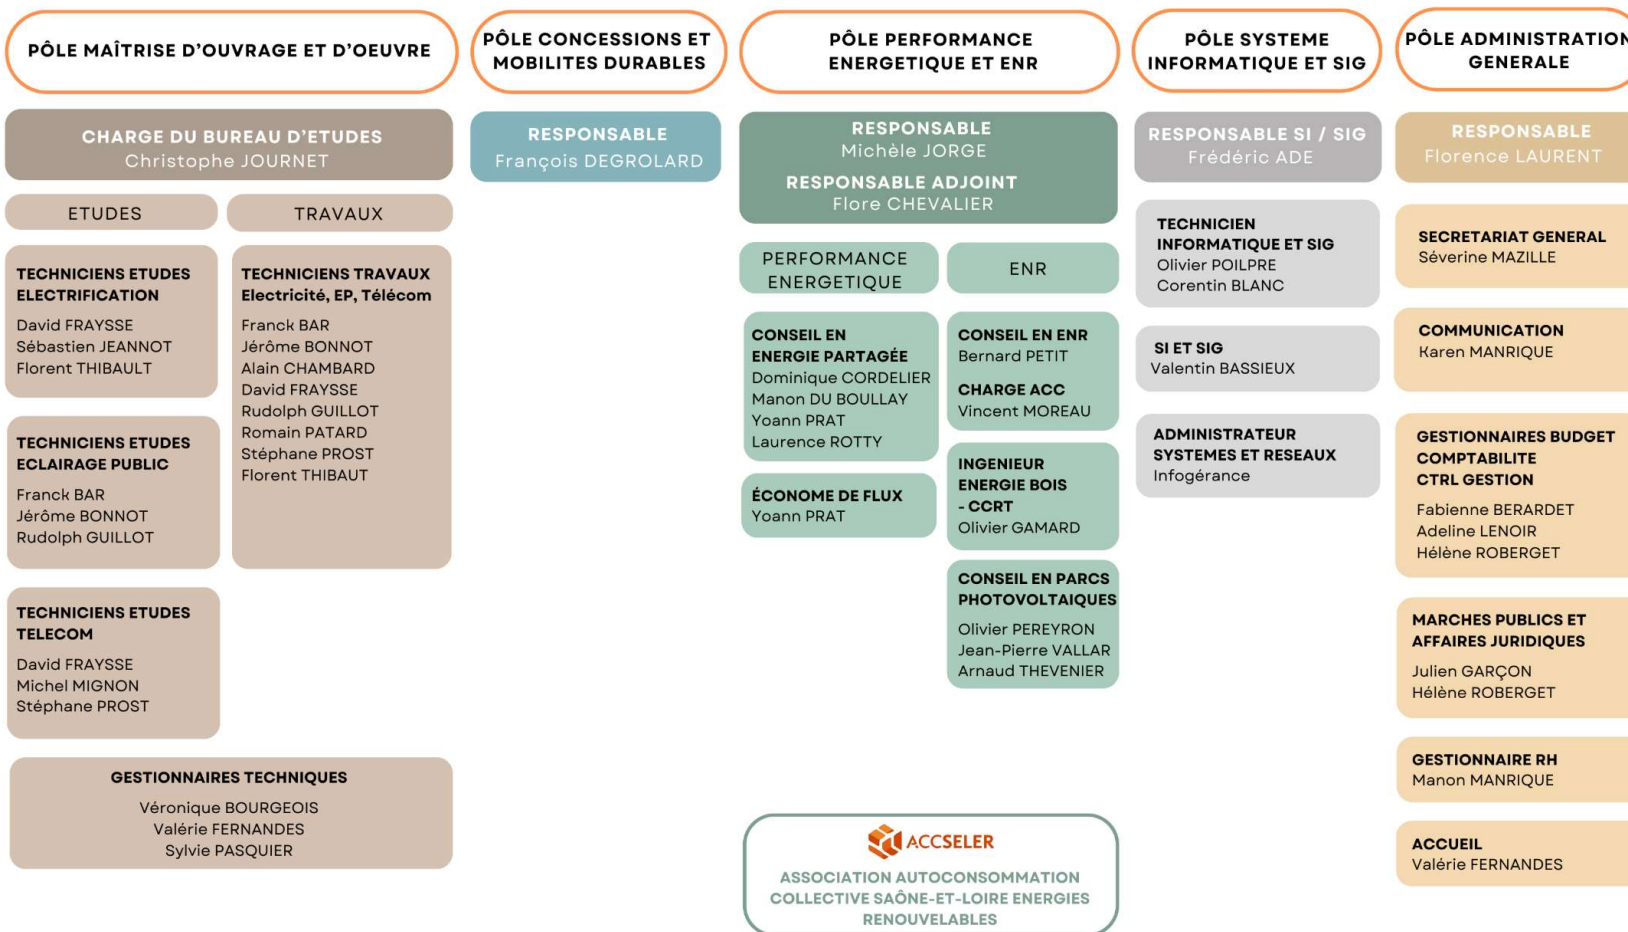 PÔLE MAÎTRISE D'OUVRAGE ET D'OEUVRE
CHARGE DU BUREAU D'ETUDES
Christophe JOURNET
ETUDES
TECHNICIENS ETUDES
ELECTRIFICATION
David FRAYSSE
Sébastien JEANNOT
Florent THIBAULT
TECHNICIENS ETUDES
ECLAIRAGE PUBLIC
Franck BAR
Jérôme BONNOT
Rudolph GUILLOT
TECHNICIENS ETUDES
TELECOM
David FRAYSSE
Michel MIGNON
Stéphane PROST
TRAVAUX
TECHNICIENS TRAVAUX
Electricité, EP, Télécom
Franck BAR
Jérôme BONNOT
Alain CHAMBARD
David FRAYSSE
Rudolph GUILLOT
Romain PATARD
Stéphane PROST
Florent THIBAUT
GESTIONNAIRES TECHNIQUES
Véronique BOURGEOIS
Valérie FERNANDES
Sylvie PASQUIER
PÔLE CONCESSIONS ET
MOBILITES DURABLES
RESPONSABLE
François DEGROLARD
PÔLE PERFORMANCE
ENERGETIQUE ET ENR
RESPONSABLE
Michèle JORGE
RESPONSABLE ADJOINT
Flore CHEVALIER
PERFORMANCE
ENERGETIQUE
CONSEIL EN
ENERGIE PARTAGÉE
Dominique CORDELIER
Manon DU BOULLAY
Yoann PRAT
Laurence ROTTY
ÉCONOME DE FLUX
Yoann PRAT
ENR
CONSEIL EN ENR
Bernard PETIT
CHARGE ACC
Vincent MOREAU
INGENIEUR
ENERGIE BOIS
- CCRT
Olivier GAMARD
CONSEIL EN PARCS
PHOTOVOLTAIQUES
Olivier PEREYRON
Jean-Pierre VALLAR
Arnaud THEVENIER
ACCSELER
ASSOCIATION AUTOCONSOMMATION
COLLECTIVE SAÔNE-ET-LOIRE ENERGIES
RENOUVELABLES
PÔLE SYSTEME
INFORMATIQUE ET SIG
RESPONSABLE SI / SIG
Frédéric ADE
TECHNICIEN
INFORMATIQUE ET SIG
Olivier POILPRE
Corentin BLANC
SI ET SIG
Valentin BASSIEUX
ADMINISTRATEUR
SYSTEMES ET RESEAUX
Infogérance
PÔLE ADMINISTRATION
GENERALE
RESPONSABLE
Florence LAURENT
SECRETARIAT GENERAL
Séverine MAZILLE
COMMUNICATION
Karen MANRIQUE
GESTIONNAIRES BUDGET
COMPTABILITE
CTRL GESTION
Fabienne BERARDET
Adeline LENOIR
Hélène ROBERGET
MARCHES PUBLICS ET
AFFAIRES JURIDIQUES
Julien GARÇON
Hélène ROBERGET
GESTIONNAIRE RH
Manon MANRIQUE
ACCUEIL
Valérie FERNANDES